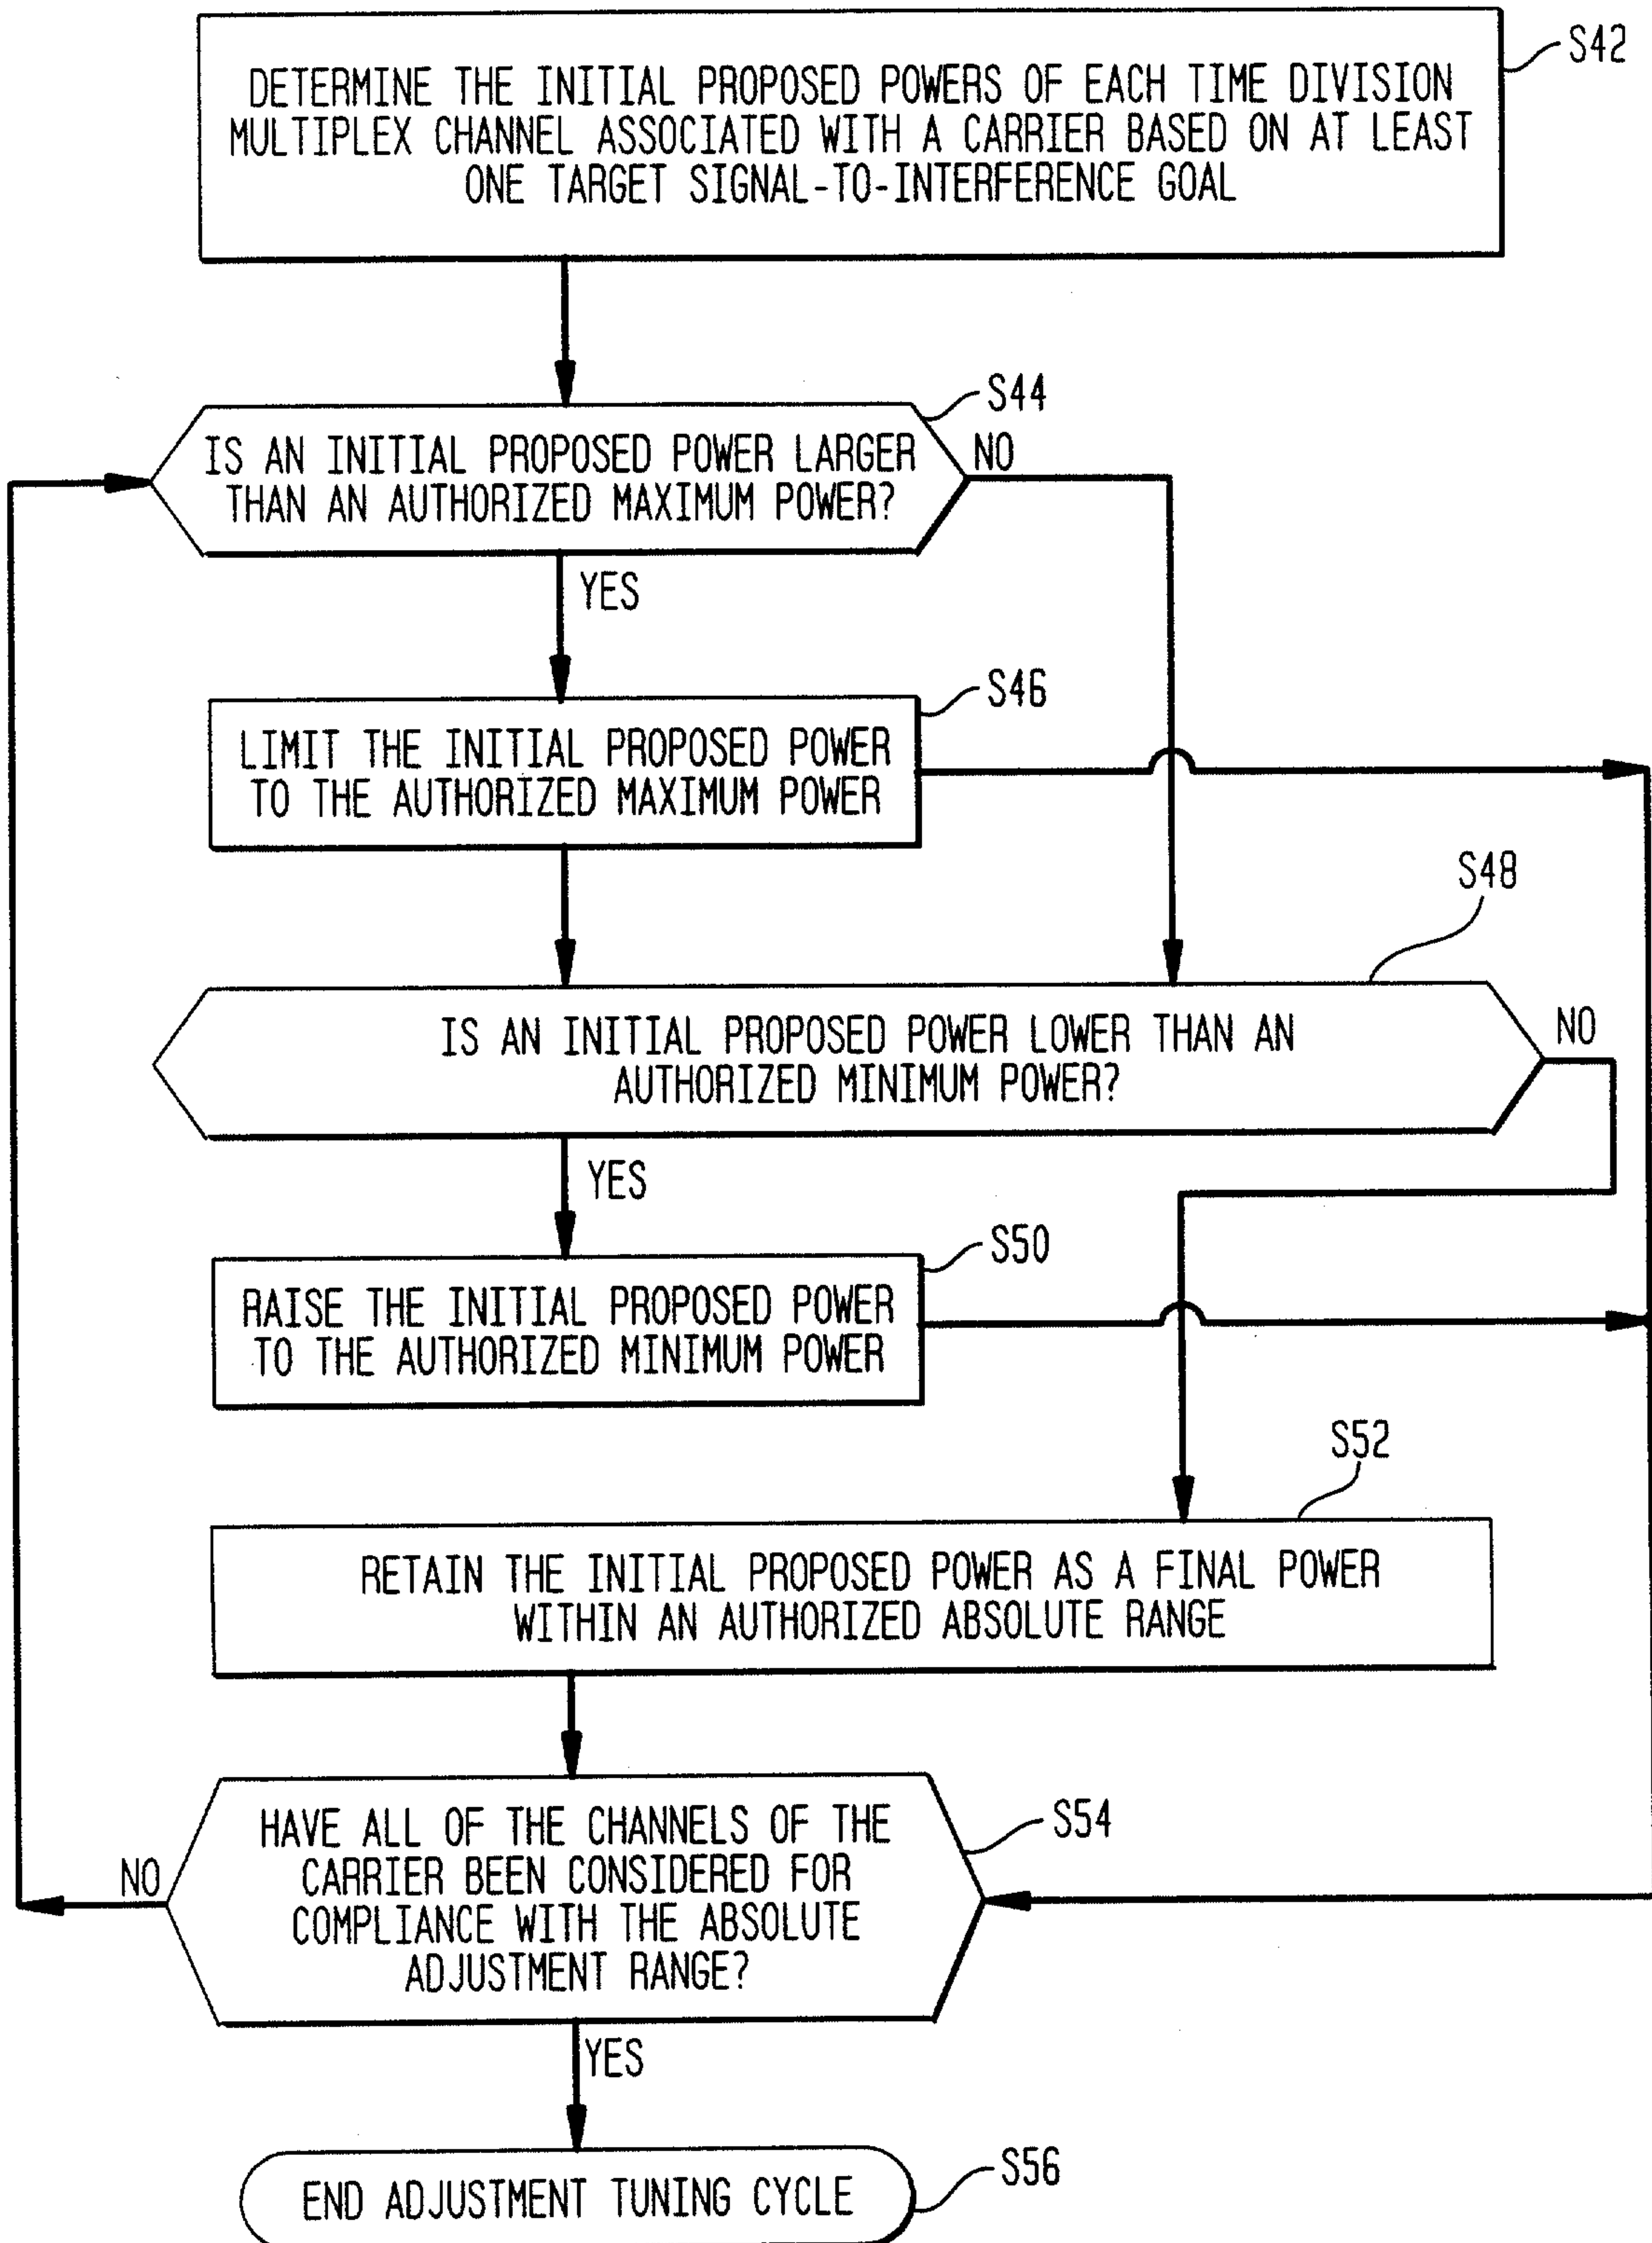 S42
DETERMINE THE INITIAL PROPOSED POWERS OF EACH TIME DIVISION
MULTIPLEX CHANNEL ASSOCIATED WITH A CARRIER BASED ON AT LEAST
ONE TARGET SIGNAL-TO-INTERFERENCE GOAL
S44
IS AN INITIAL PROPOSED POWER LARGER
THAN AN AUTHORIZED MAXIMUM POWER?
NO
YES
S46
LIMIT THE INITIAL PROPOSED POWER
TO THE AUTHORIZED MAXIMUM POWER
S48
IS AN INITIAL PROPOSED POWER LOWER THAN AN
AUTHORIZED MINIMUM POWER?
NO
YES
S50
RAISE THE INITIAL PROPOSED POWER
TO THE AUTHORIZED MINIMUM POWER
S52
RETAIN THE INITIAL PROPOSED POWER AS A FINAL POWER
WITHIN AN AUTHORIZED ABSOLUTE RANGE
S54
HAVE ALL OF THE CHANNELS OF THE
CARRIER BEEN CONSIDERED FOR
COMPLIANCE WITH THE ABSOLUTE
ADJUSTMENT RANGE?
NO
YES
S56
END ADJUSTMENT TUNING CYCLE